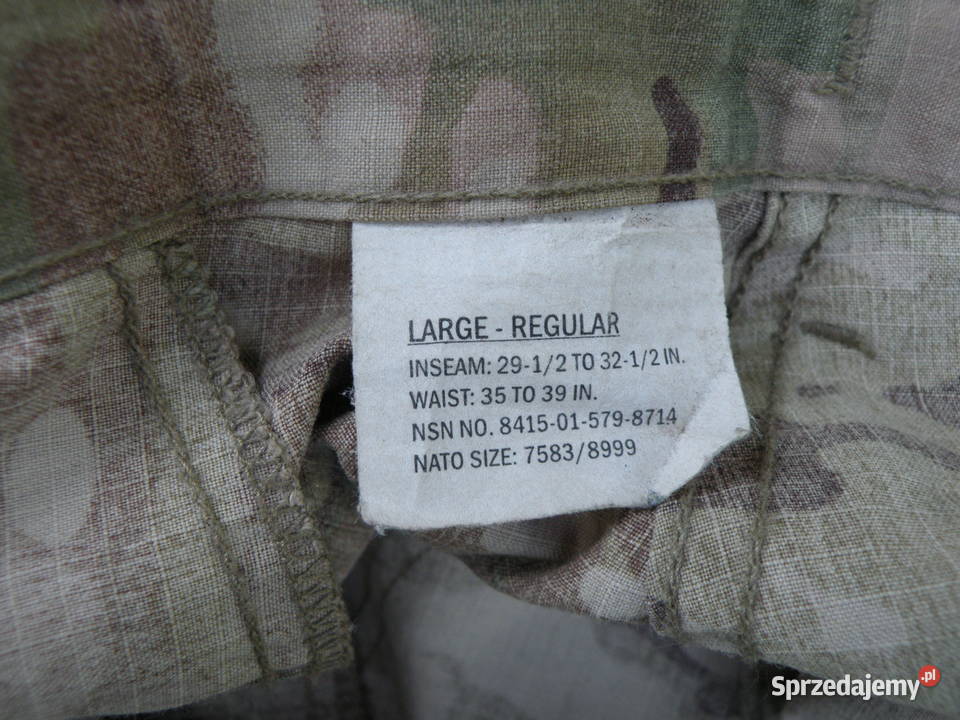 LARGE - REGULAR
INSEAM: 29-1/2 TO 32-1/2 IN.
WAIST: 35 TO 39 IN.
NSN NO. 8415-01-579-8714
NATO SIZE: 7583/8999
Sprzedajemy.pl